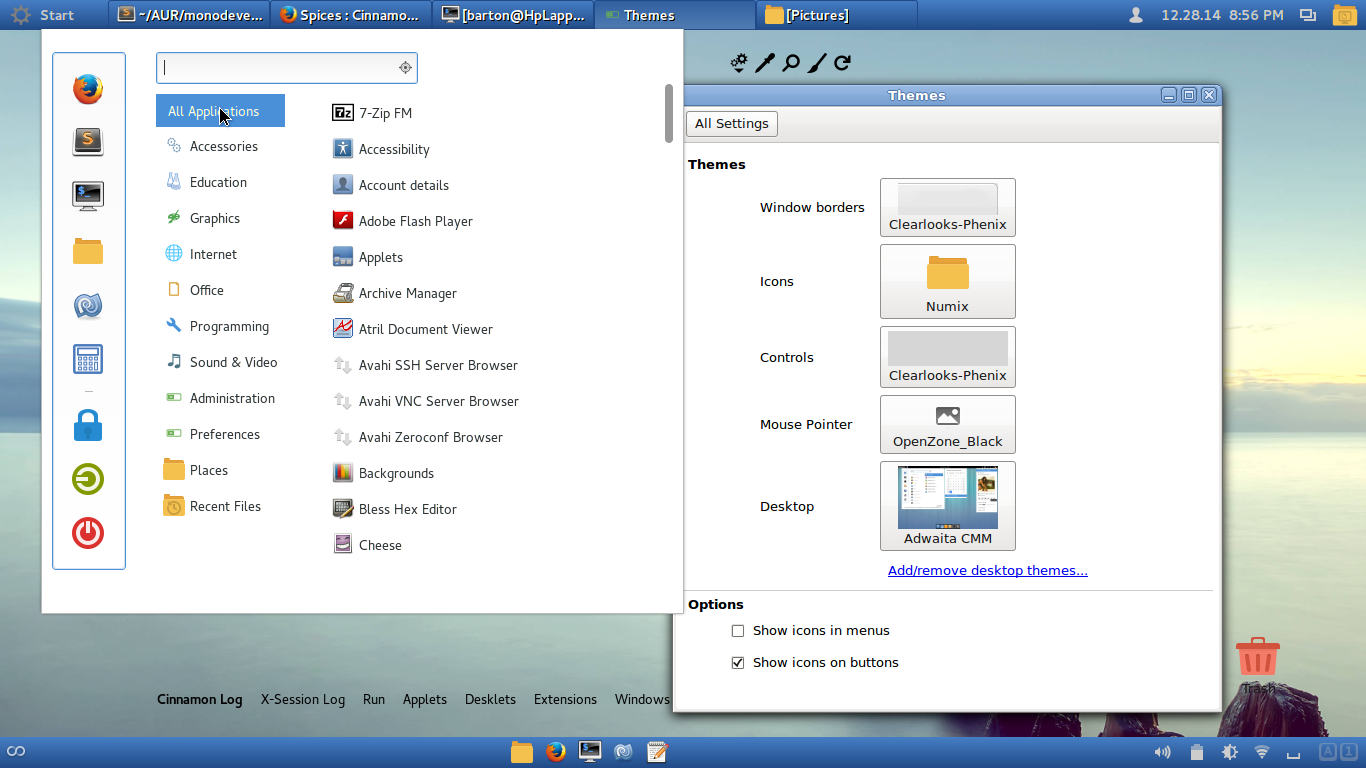 Start
~/AUR/monodeve...
Spices : Cinnamo...
[barton@HpLapp...
Themes
[Pictures]
12.28.14 8:56 PM
All Applications
Accessories
Education
Graphics
Internet
Office
Programming
Sound & Video
Administration
Preferences
Places
Recent Files
7-Zip FM
Accessibility
Account details
Adobe Flash Player
Applets
Archive Manager
Atril Document Viewer
Avahi SSH Server Browser
Avahi VNC Server Browser
Avahi Zeroconf Browser
Backgrounds
Bless Hex Editor
Cheese
Themes
All Settings
Themes
Window borders
Clearlooks-Phenix
Icons
Numix
Controls
Clearlooks-Phenix
Mouse Pointer
OpenZone_Black
Desktop
Adwaita CMM
Add/remove desktop themes...
Options
Show icons in menus
Show icons on buttons
Trash
Cinnamon Log
X-Session Log
Run
Applets
Desklets
Extensions
Windows
A 1